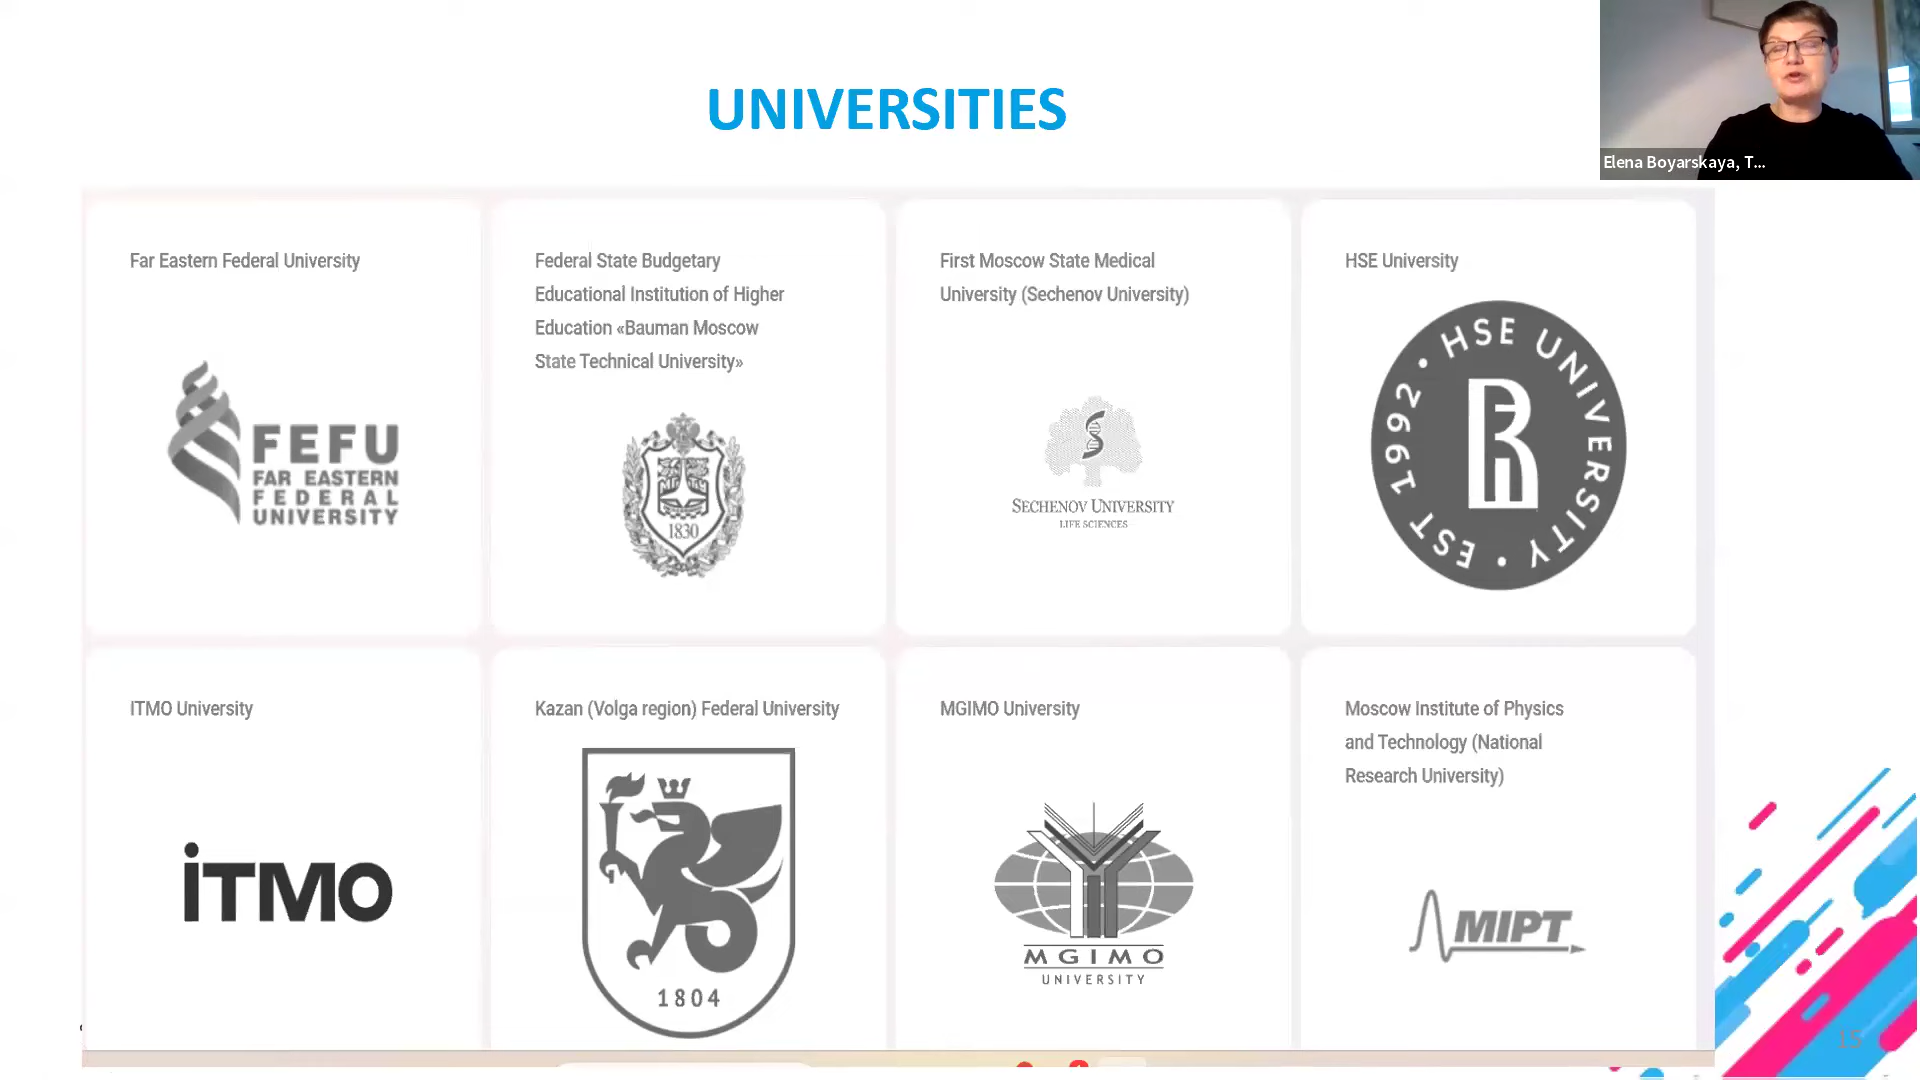 UNIVERSITIES
Elena Boyarskaya, T...
Far Eastern Federal University
FEFU
FAR EASTERN
FEDERAL
UNIVERSITY
Federal State Budgetary
Educational Institution of Higher
Education «Bauman Moscow
State Technical University»
МГТУ
1830
First Moscow State Medical
University (Sechenov University)
SECHENOV UNIVERSITY
LIFE SCIENCES
HSE University
HSE UNIVERSITY • EST 1992 •
ITMO University
iTMO
Kazan (Volga region) Federal University
1804
MGIMO University
MGIMO
UNIVERSITY
Moscow Institute of Physics
and Technology (National
Research University)
MIPT
15